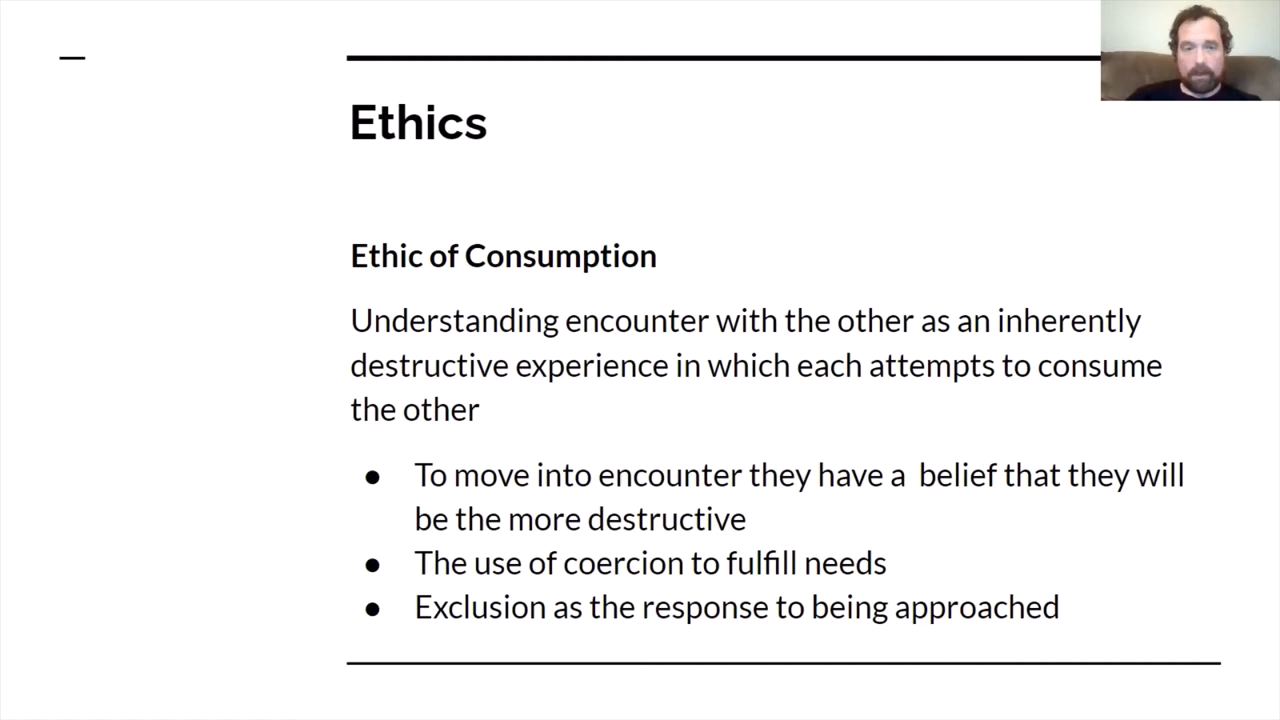 Ethics
Ethic of Consumption
Understanding encounter with the other as an inherently
destructive experience in which each attempts to consume
the other
● To move into encounter they have a  belief that they will
be the more destructive
● The use of coercion to fulfill needs
● Exclusion as the response to being approached